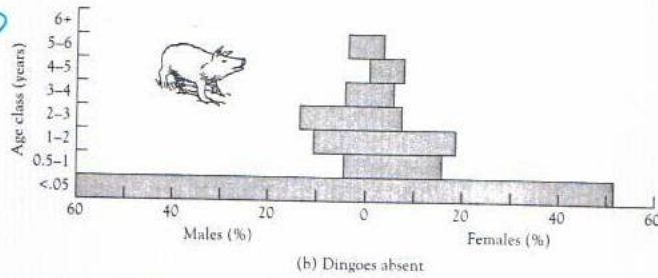 6+
5–6
4–5
3–4
2–3
1–2
0.5–1
<.05
Age class (years)
60 40 20 0 20 40 60
Males (%) Females (%)
(b) Dingoes absent